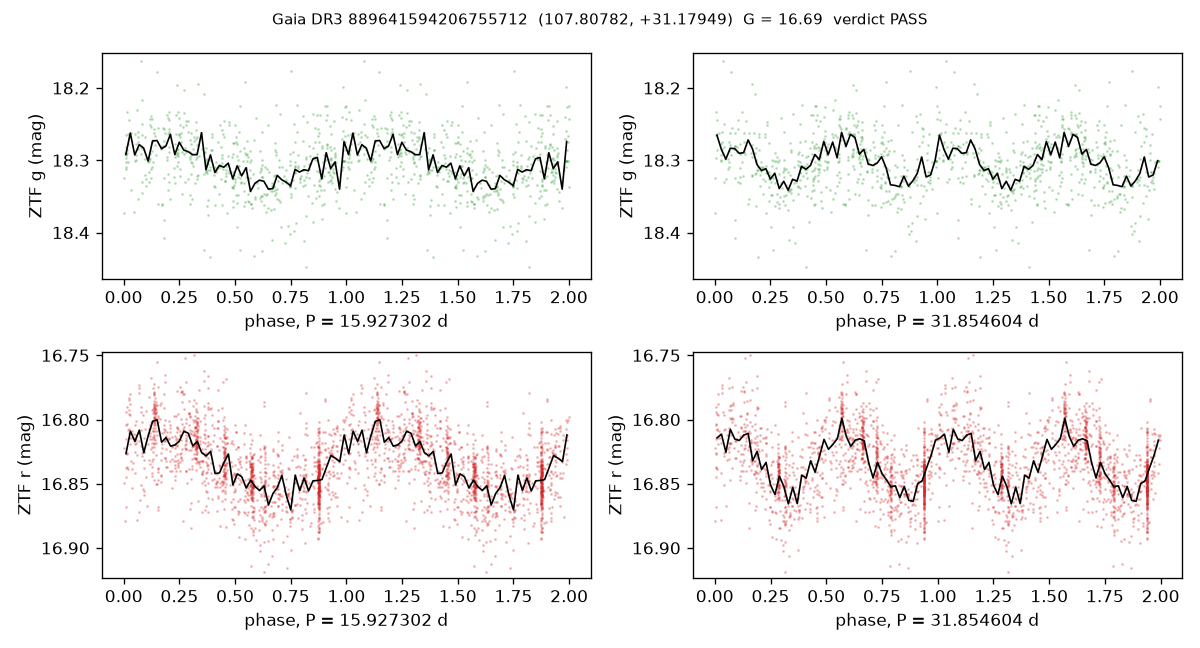 Gaia DR3 889641594206755712  (107.80782, +31.17949)  G = 16.69  verdict PASS
ZTF g (mag)
18.2
18.3
18.4
0.00 0.25 0.50 0.75 1.00 1.25 1.50 1.75 2.00
phase, P = 15.927302 d
ZTF g (mag)
18.2
18.3
18.4
0.00 0.25 0.50 0.75 1.00 1.25 1.50 1.75 2.00
phase, P = 31.854604 d
ZTF r (mag)
16.75
16.80
16.85
16.90
0.00 0.25 0.50 0.75 1.00 1.25 1.50 1.75 2.00
phase, P = 15.927302 d
ZTF r (mag)
16.75
16.80
16.85
16.90
0.00 0.25 0.50 0.75 1.00 1.25 1.50 1.75 2.00
phase, P = 31.854604 d